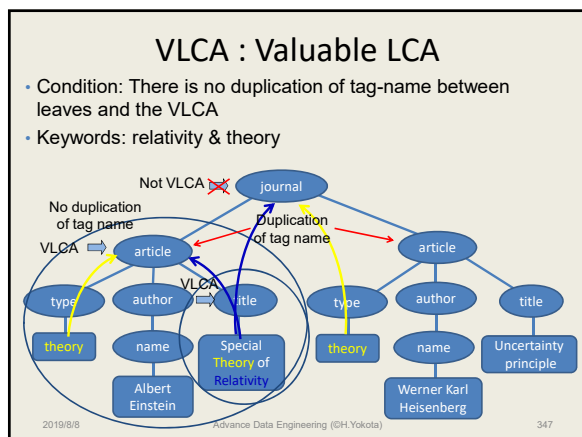 VLCA : Valuable LCA
• Condition: There is no duplication of tag-name between
leaves and the VLCA
• Keywords: relativity & theory
Not VLCA
journal
No duplication
of tag name
Duplication
of tag name
VLCA
article
article
type
author
VLCA
title
type
author
title
theory
name
Special
Theory of
Relativity
theory
name
Uncertainty
principle
Albert
Einstein
Werner Karl
Heisenberg
2019/8/8
Advance Data Engineering (©H.Yokota)
347